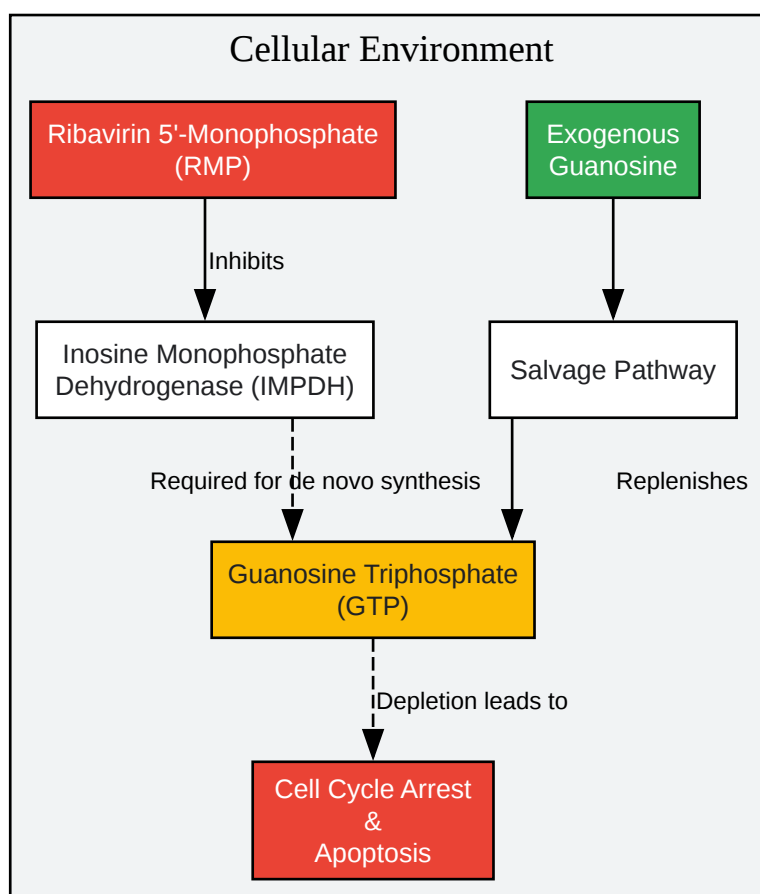 Cellular Environment
Ribavirin 5'-Monophosphate
(RMP)
Exogenous
Guanosine
Inhibits
Inosine Monophosphate
Dehydrogenase (IMPDH)
Salvage Pathway
Required for de novo synthesis
Replenishes
Guanosine Triphosphate
(GTP)
Depletion leads to
Cell Cycle Arrest
&
Apoptosis